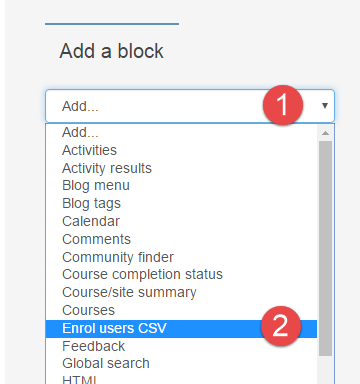 Add a block
Add... 1
Add...
Activities
Activity results
Blog menu
Blog tags
Calendar
Comments
Community finder
Course completion status
Course/site summary
Courses
Enrol users CSV 2
Feedback
Global search
HTML